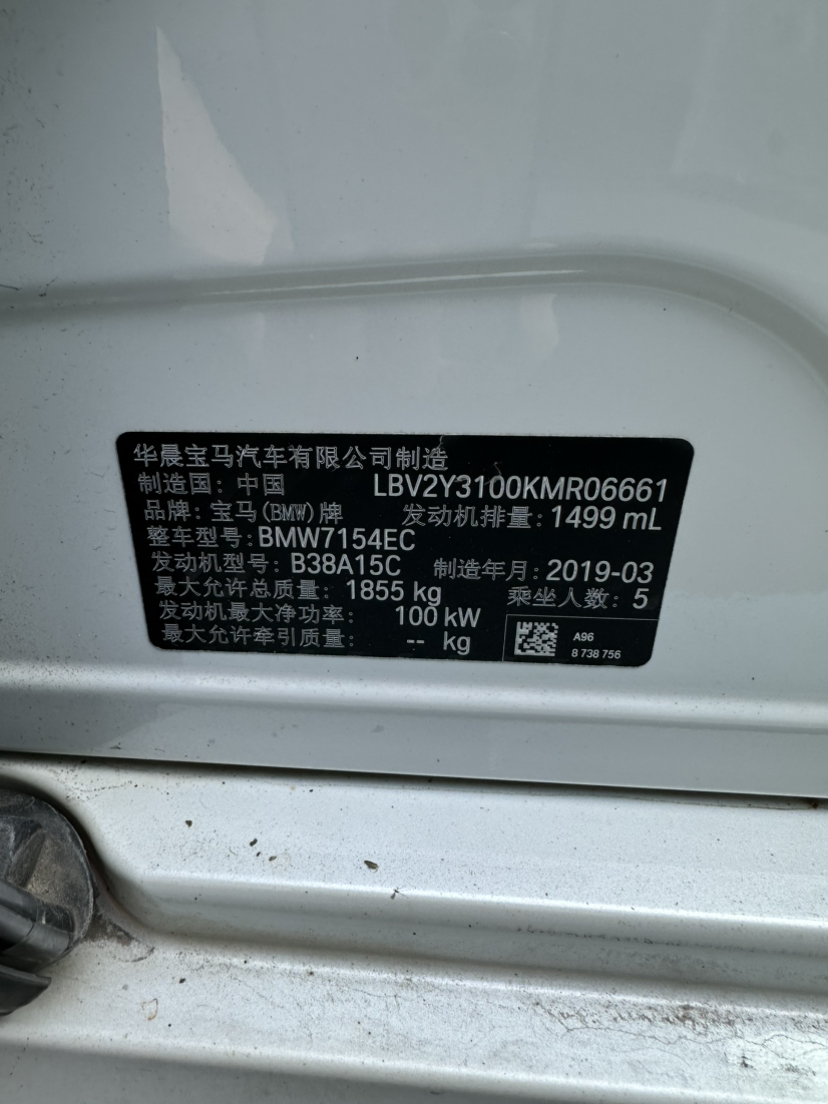 华晨宝马汽车有限公司制造
制造国：中国 LBV2Y3100KMR06661
品牌：宝马(BMW)牌 发动机排量：1499 mL
整车型号：BMW7154EC
发动机型号：B38A15C 制造年月：2019-03
最大允许总质量：1855 kg 乘坐人数：5
发动机最大净功率：100 kW
最大允许牵引质量：-- kg
A96
8 738 756